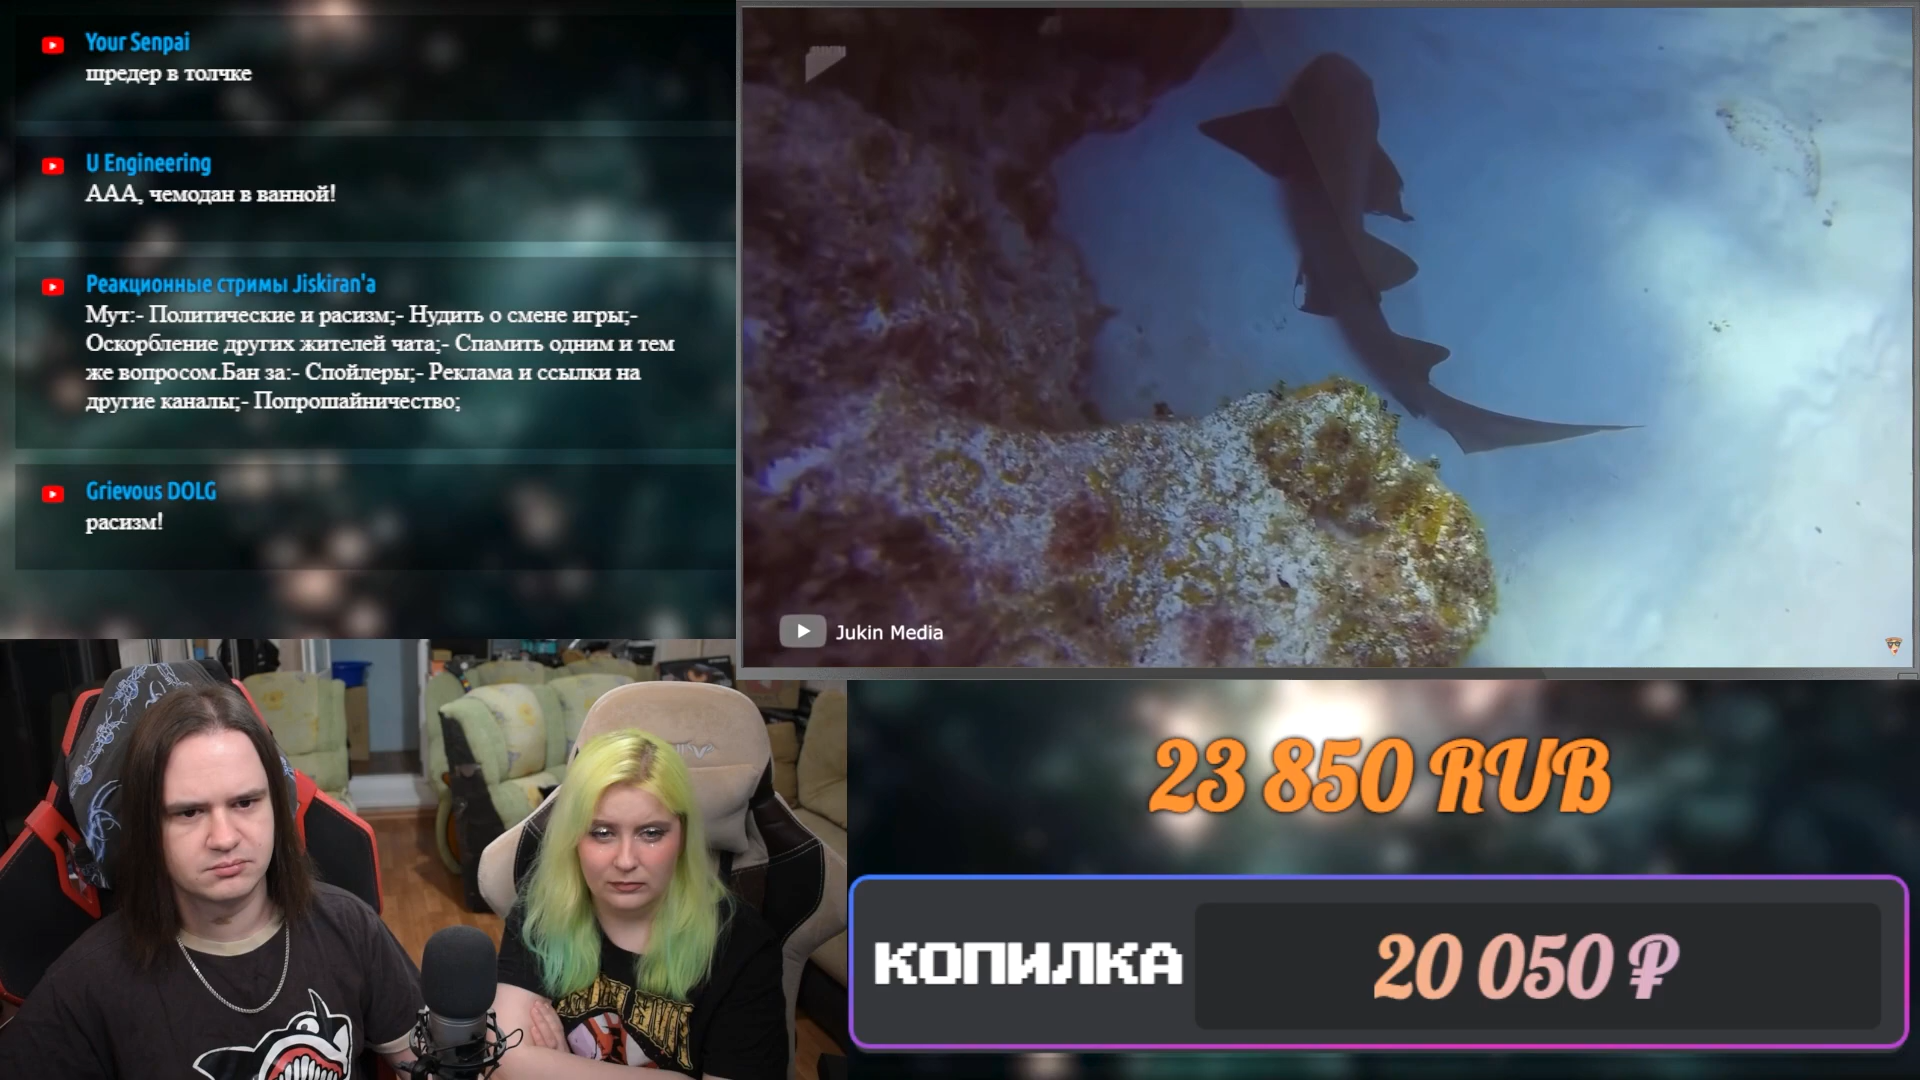 Your Senpai
шредер в толчке
U Engineering
ААА, чемодан в ванной!
Реакционные стримы Jiskiran'а
Мут:- Политические и расизм;- Нудить о смене игры;-
Оскорбление других жителей чата;- Спамить одним и тем
же вопросом.Бан за:- Спойлеры;- Реклама и ссылки на
другие каналы;- Попрошайничество;
Grievous DOLG
расизм!
JUKIN
Jukin Media
23 850 RUB
КОПИЛКА
20 050 ₽